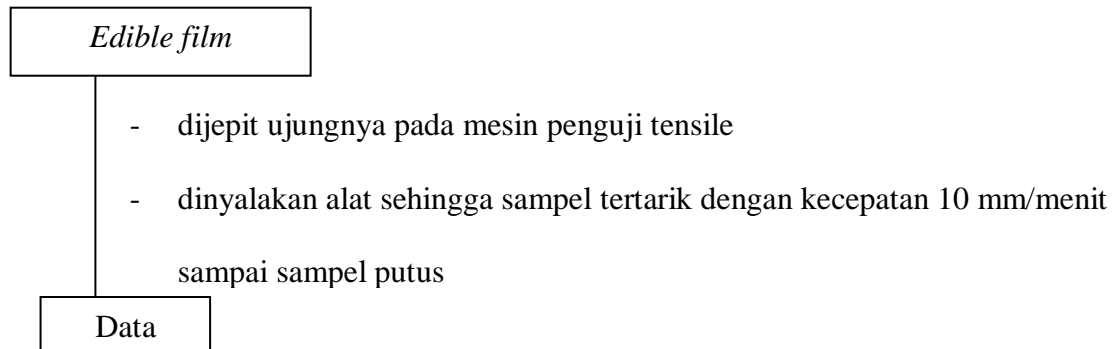 Edible film
- dijepit ujungnya pada mesin penguji tensile
- dinyalakan alat sehingga sampel tertarik dengan kecepatan 10 mm/menit
sampai sampel putus
Data